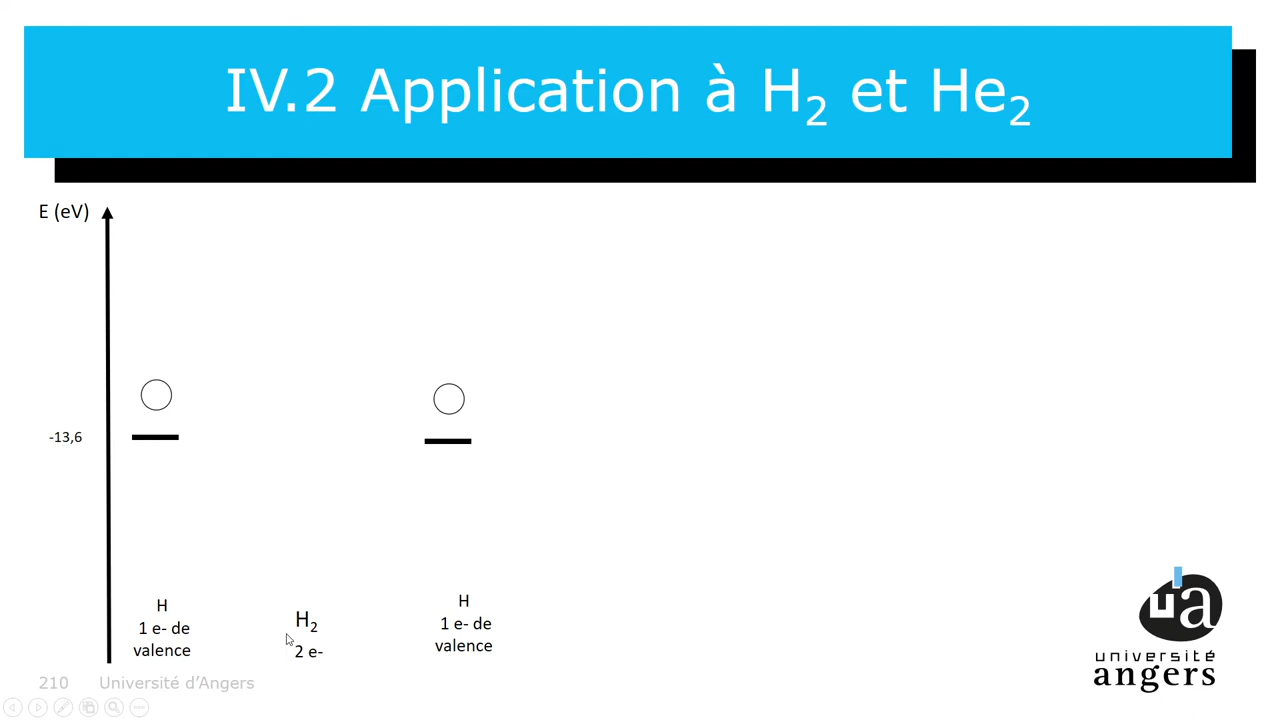 IV.2 Application à H₂ et He₂
E (eV)
-13,6
H
1 e- de
valence
H₂
2 e-
H
1 e- de
valence
210 Université d'Angers
ua
université
angers